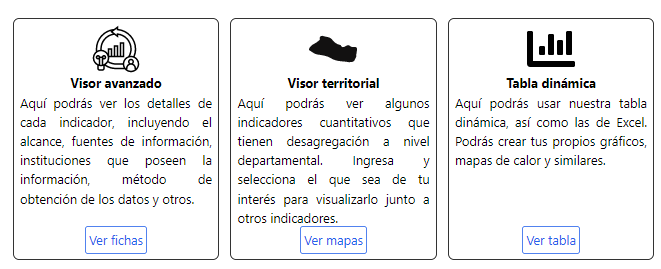 Visor avanzado
Aquí podrás ver los detalles de
cada indicador, incluyendo el
alcance, fuentes de información,
instituciones que poseen la
información, método de
obtención de los datos y otros.
Ver fichas
Visor territorial
Aquí podrás ver algunos
indicadores cuantitativos que
tienen desagregación a nivel
departamental. Ingresa y
selecciona el que sea de tu
interés para visualizarlo junto a
otros indicadores.
Ver mapas
Tabla dinámica
Aquí podrás usar nuestra tabla
dinámica, así como las de Excel.
Podrás crear tus propios gráficos,
mapas de calor y similares.
Ver tabla